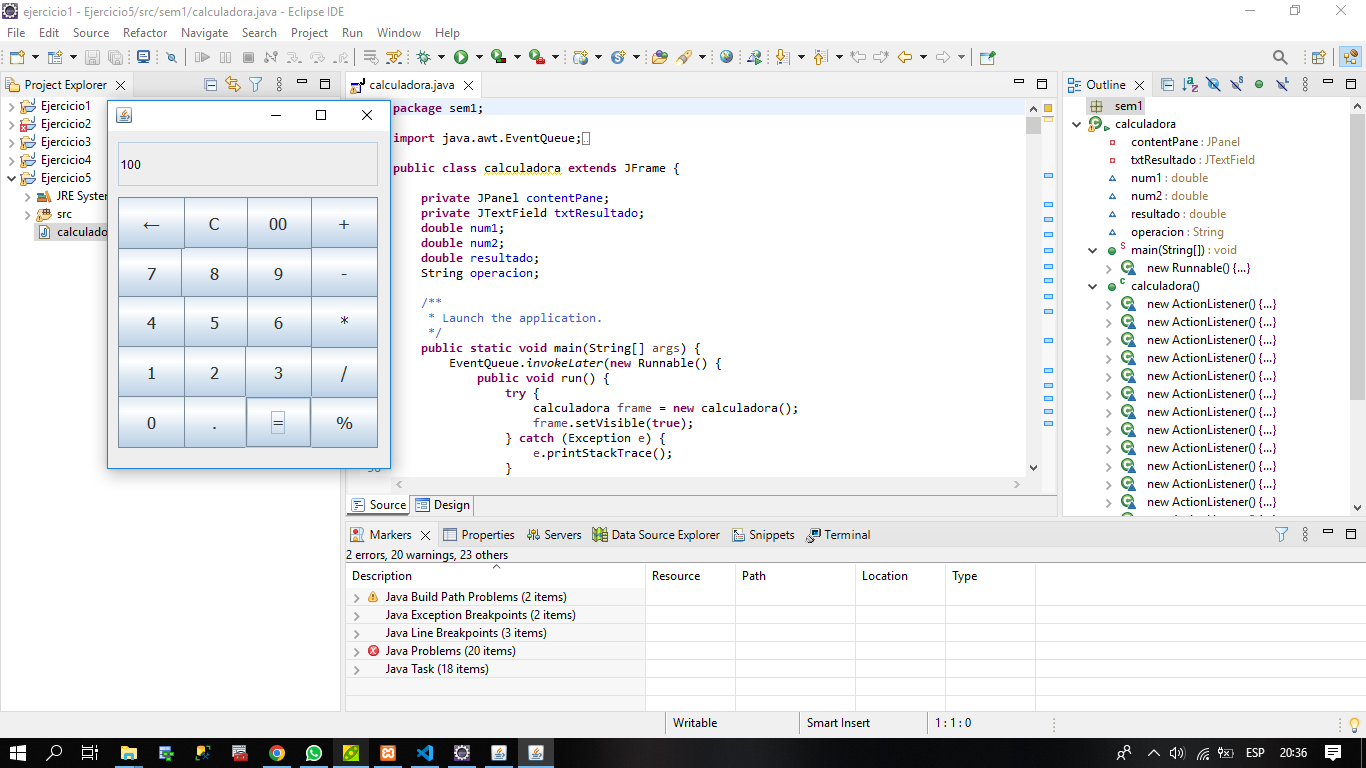 ejercicio1 - Ejercicio5/src/sem1/calculadora.java - Eclipse IDE
File Edit Source Refactor Navigate Search Project Run Window Help
Project Explorer
Ejercicio1
Ejercicio2
Ejercicio3
Ejercicio4
Ejercicio5
JRE System
src
calculado
100
← C 00 +
7 8 9 -
4 5 6 *
1 2 3 /
0 . = %
calculadora.java
package sem1;
import java.awt.EventQueue;
public class calculadora extends JFrame {
private JPanel contentPane;
private JTextField txtResultado;
double num1;
double num2;
double resultado;
String operacion;
/**
* Launch the application.
*/
public static void main(String[] args) {
EventQueue.invokeLater(new Runnable() {
public void run() {
try {
calculadora frame = new calculadora();
frame.setVisible(true);
} catch (Exception e) {
e.printStackTrace();
}
Source Design
Outline
sem1
calculadora
contentPane : JPanel
txtResultado : JTextField
num1 : double
num2 : double
resultado : double
operacion : String
main(String[]) : void
new Runnable() {...}
calculadora()
new ActionListener() {...}
new ActionListener() {...}
new ActionListener() {...}
new ActionListener() {...}
new ActionListener() {...}
new ActionListener() {...}
new ActionListener() {...}
new ActionListener() {...}
new ActionListener() {...}
new ActionListener() {...}
new ActionListener() {...}
new ActionListener() {...}
Markers Properties Servers Data Source Explorer Snippets Terminal
2 errors, 20 warnings, 23 others
Description Resource Path Location Type
Java Build Path Problems (2 items)
Java Exception Breakpoints (2 items)
Java Line Breakpoints (3 items)
Java Problems (20 items)
Java Task (18 items)
Writable Smart Insert 1 : 1 : 0
ESP 20:36